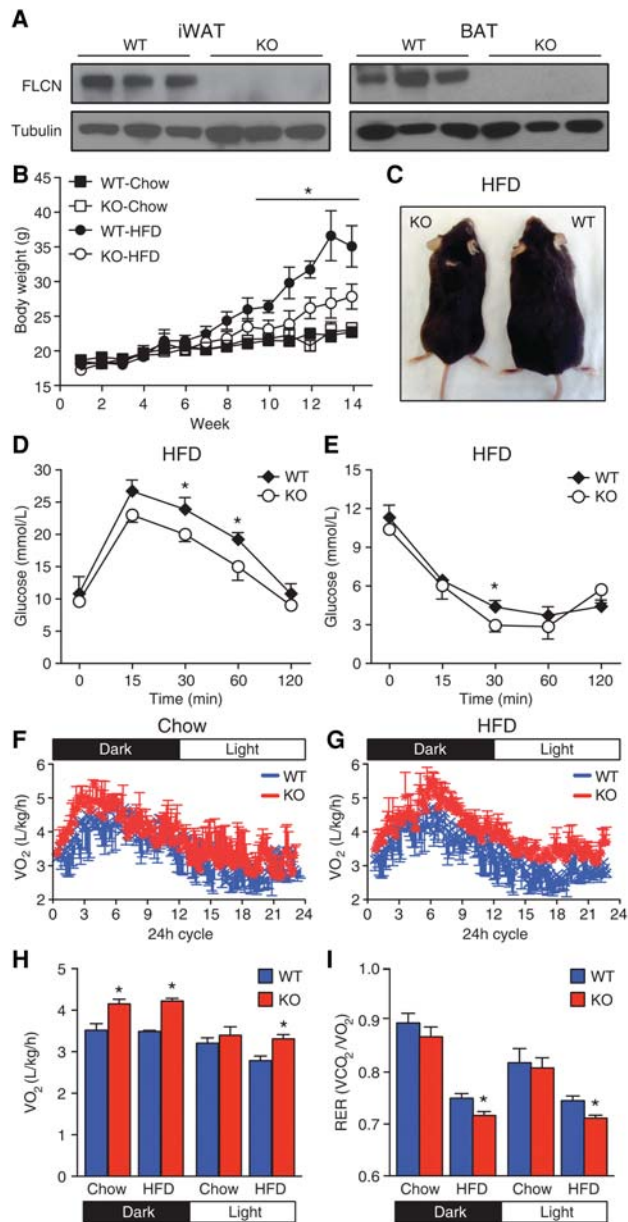 A
iWAT
BAT
WT KO WT KO
FLCN
Tubulin
B
WT-Chow
KO-Chow
WT-HFD
KO-HFD
*
Body weight (g)
45
40
35
30
25
20
15
0 2 4 6 8 10 12 14
Week
C
HFD
KO WT
D
HFD
WT
KO
* *
Glucose (mmol/L)
30
25
20
15
10
5
0
0 15 30 60 120
Time (min)
E
HFD
WT
KO
*
Glucose (mmol/L)
15
12
9
6
3
0
0 15 30 60 120
Time (min)
F
Chow
Dark Light
WT
KO
VO2 (L/kg/h)
6
5
4
3
2
0 3 6 9 12 15 18 21 24
24h cycle
G
HFD
Dark Light
WT
KO
VO2 (L/kg/h)
6
5
4
3
2
0 3 6 9 12 15 18 21 24
24h cycle
H
WT
KO
* * *
VO2 (L/kg/h)
5
4
3
2
1
0
Chow HFD Chow HFD
Dark Light
I
WT
KO
* *
RER (VCO2/VO2)
1.0
0.9
0.8
0.7
0.6
Chow HFD Chow HFD
Dark Light